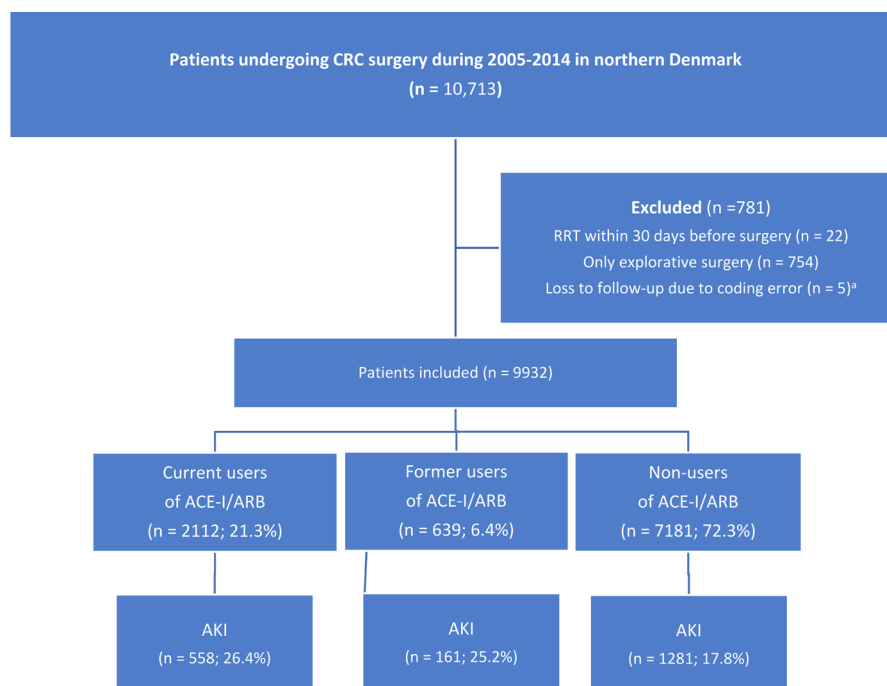 Patients undergoing CRC surgery during 2005-2014 in northern Denmark
(n = 10,713)
Excluded (n =781)
RRT within 30 days before surgery (n = 22)
Only explorative surgery (n = 754)
Loss to follow-up due to coding error (n = 5)ᵃ
Patients included (n = 9932)
Current users
of ACE-I/ARB
(n = 2112; 21.3%)
Former users
of ACE-I/ARB
(n = 639; 6.4%)
Non-users
of ACE-I/ARB
(n = 7181; 72.3%)
AKI
(n = 558; 26.4%)
AKI
(n = 161; 25.2%)
AKI
(n = 1281; 17.8%)